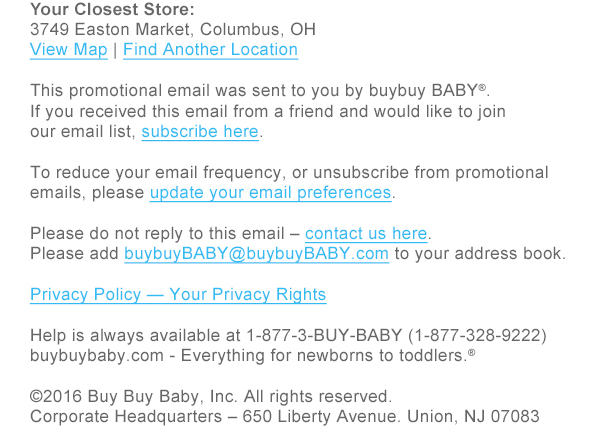 Your Closest Store:
3749 Easton Market, Columbus, OH
View Map | Find Another Location
This promotional email was sent to you by buybuy BABY®.
If you received this email from a friend and would like to join
our email list, subscribe here.
To reduce your email frequency, or unsubscribe from promotional
emails, please update your email preferences.
Please do not reply to this email – contact us here.
Please add buybuyBABY@buybuyBABY.com to your address book.
Privacy Policy — Your Privacy Rights
Help is always available at 1-877-3-BUY-BABY (1-877-328-9222)
buybuybaby.com - Everything for newborns to toddlers.®
©2016 Buy Buy Baby, Inc. All rights reserved.
Corporate Headquarters – 650 Liberty Avenue. Union, NJ 07083